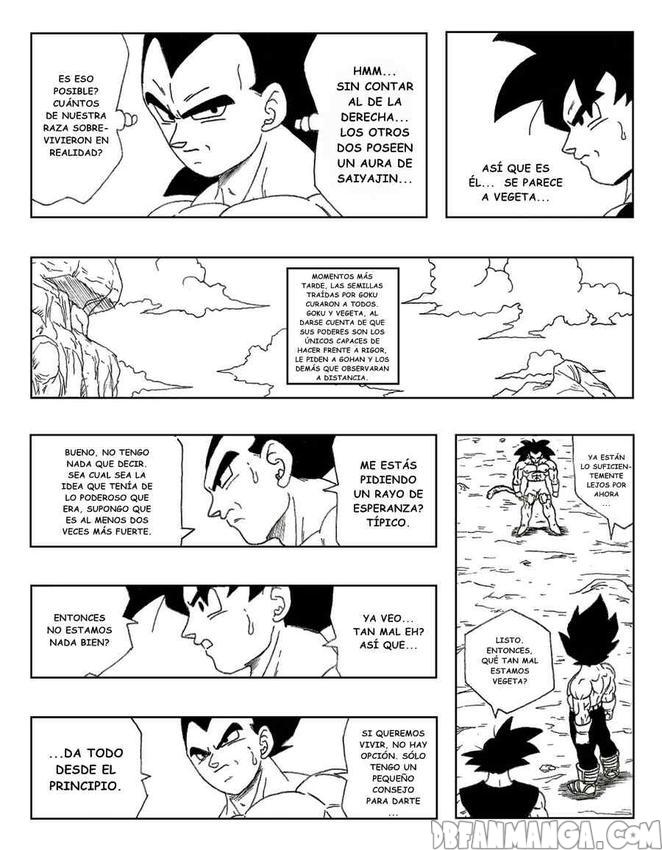 ES ESO
POSIBLE?
CUÁNTOS
DE NUESTRA
RAZA SOBRE-
VIVIERON EN
REALIDAD?
HMM...
SIN CONTAR
AL DE LA
DERECHA...
LOS OTROS
DOS POSEEN
UN AURA DE
SAIYAJIN...
ASÍ QUE ES
ÉL... SE PARECE
A VEGETA...
MOMENTOS MÁS
TARDE, LAS SEMILLAS
TRAÍDAS POR GOKU
CURARON A TODOS.
GOKU Y VEGETA, AL
DARSE CUENTA DE QUE
SUS PODERES SON LOS
ÚNICOS CAPACES DE
HACER FRENTE A RIGOR,
LE PIDEN A GOHAN Y LOS
DEMÁS QUE OBSERVARAN
A DISTANCIA.
BUENO, NO TENGO
NADA QUE DECIR.
SEA CUAL SEA LA
IDEA QUE TENÍA DE
LO PODEROSO QUE
ERA, SUPONGO QUE
ES AL MENOS DOS
VECES MÁS FUERTE.
ME ESTÁS
PIDIENDO
UN RAYO DE
ESPERANZA?
TÍPICO.
YA ESTÁN
LO SUFICIEN-
TEMENTE
LEJOS POR
AHORA
...
ENTONCES
NO ESTAMOS
NADA BIEN?
YA VEO...
TAN MAL EH?
ASÍ QUE...
LISTO.
ENTONCES,
QUÉ TAN MAL
ESTAMOS
VEGETA?
...DA TODO
DESDE EL
PRINCIPIO.
SI QUEREMOS
VIVIR, NO HAY
OPCIÓN. SÓLO
TENGO UN
PEQUEÑO
CONSEJO
PARA DARTE
...
DBFANMANGA.COM